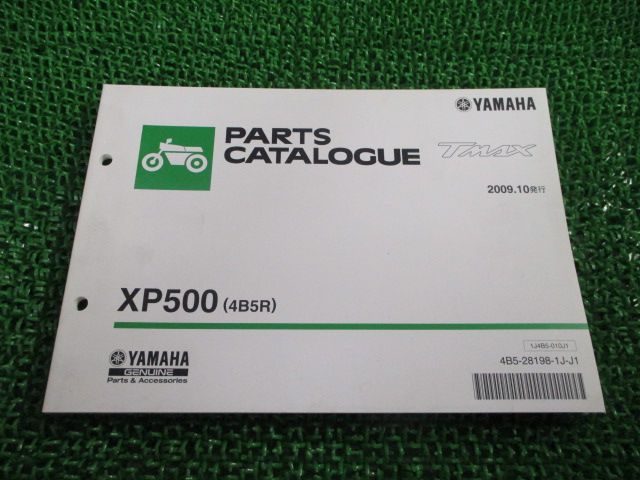 YAMAHA
PARTS
CATALOGUE
TMAX
2009.10発行
XP500 (4B5R)
YAMAHA
GENUINE
Parts & Accessories
1J4B5-010J1
4B5-28198-1J-J1